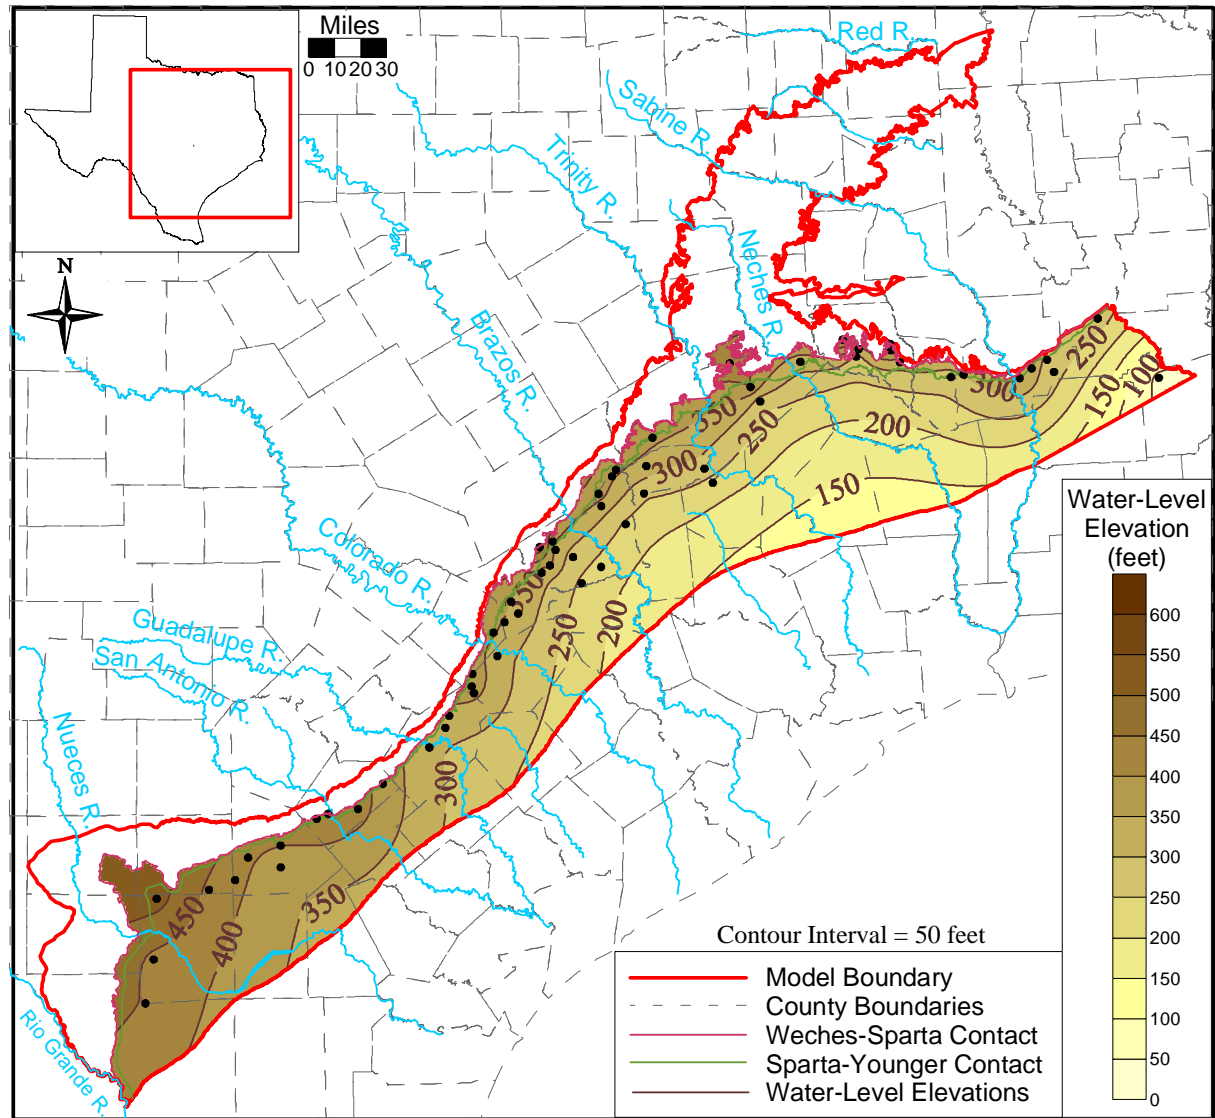 Miles
0 10 20 30
Red R.
Sabine R.
Trinity R.
Neches R.
N
Brazos R.
Colorado R.
Guadalupe R.
San Antonio R.
Nueces R.
Rio Grande R.
250
100
150
300
200
350
250
300
150
350
200
250
300
350
450
400
Water-Level
Elevation
(feet)
600
550
500
450
400
350
300
250
200
150
100
50
0
Contour Interval = 50 feet
Model Boundary
County Boundaries
Weches-Sparta Contact
Sparta-Younger Contact
Water-Level Elevations